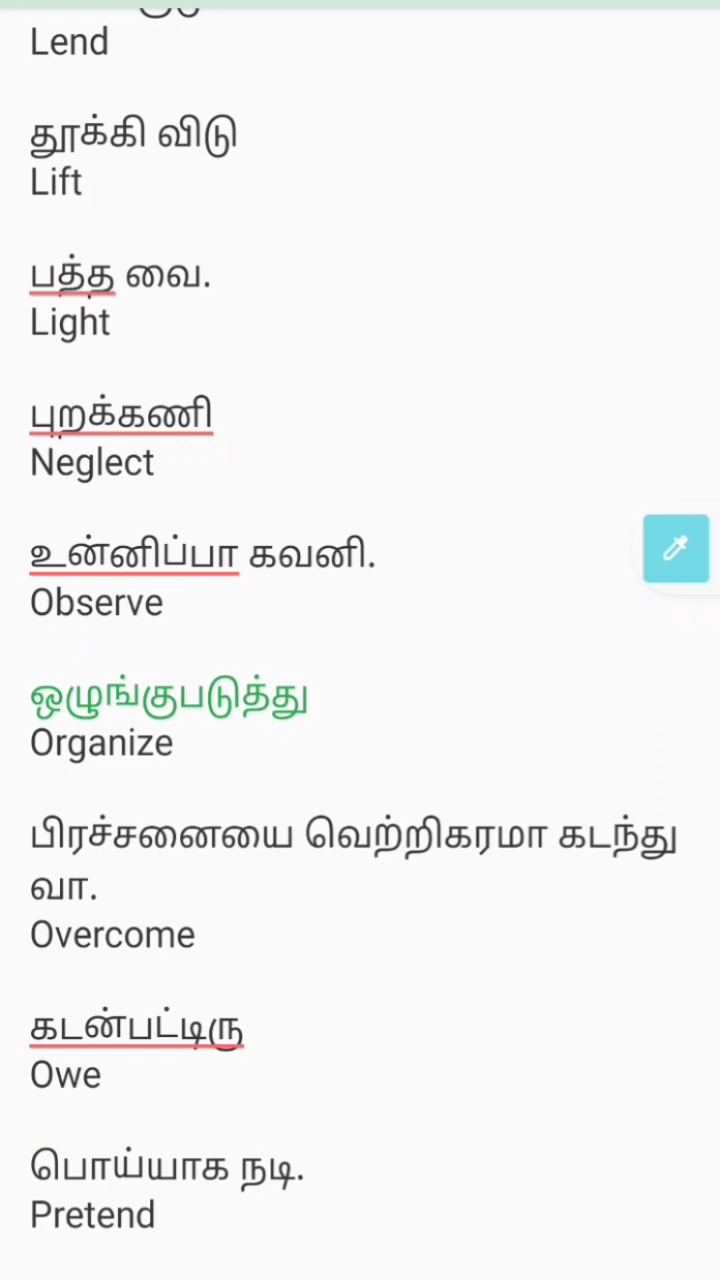 Lend
தூக்கி விடு
Lift
பத்த வை.
Light
புறக்கணி
Neglect
உன்னிப்பா கவனி.
Observe
ஒழுங்குபடுத்து
Organize
பிரச்சனையை வெற்றிகரமா கடந்து
வா.
Overcome
கடன்பட்டிரு
Owe
பொய்யாக நடி.
Pretend